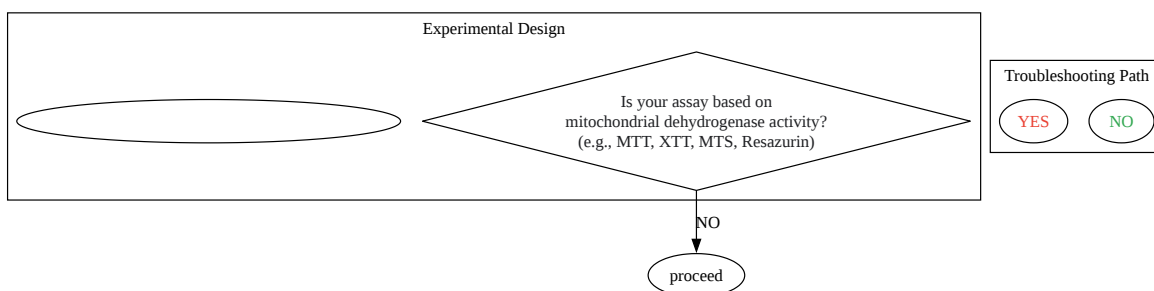 Experimental Design
Is your assay based on
mitochondrial dehydrogenase activity?
(e.g., MTT, XTT, MTS, Resazurin)
Troubleshooting Path
YES
NO
NO
proceed